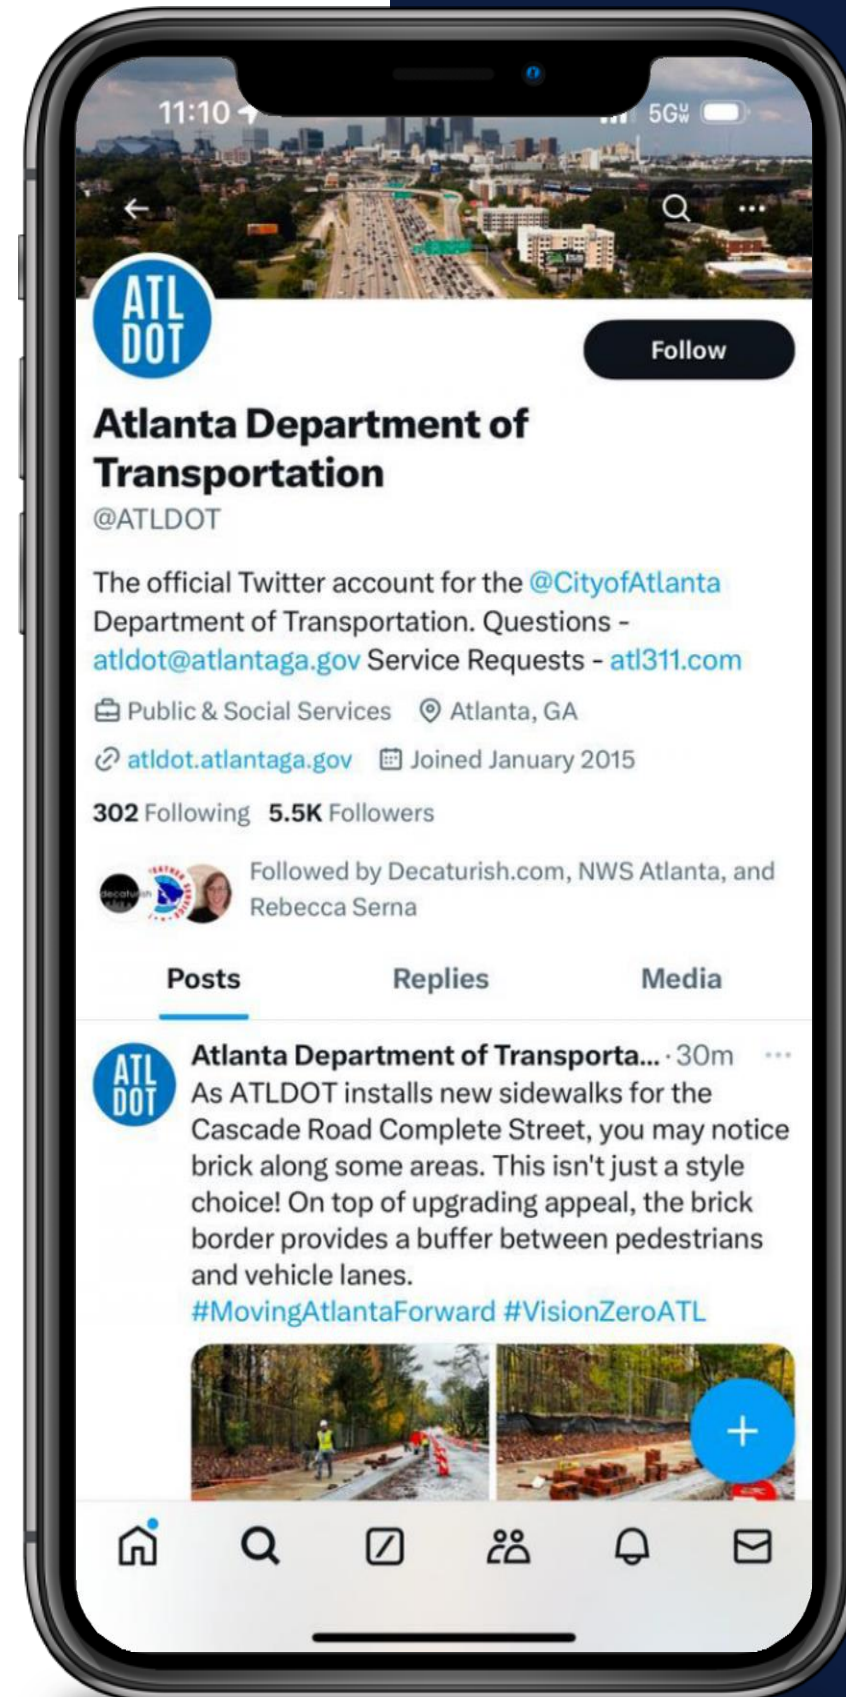 11:10
5GUW
ATL
DOT
Follow
Atlanta Department of
Transportation
@ATLDOT
The official Twitter account for the @CityofAtlanta
Department of Transportation. Questions -
atldot@atlantaga.gov Service Requests - atl311.com
Public & Social Services Atlanta, GA
atldot.atlantaga.gov Joined January 2015
302 Following 5.5K Followers
decaturish
Followed by Decaturish.com, NWS Atlanta, and
Rebecca Serna
Posts Replies Media
ATL
DOT
Atlanta Department of Transporta... · 30m
As ATLDOT installs new sidewalks for the
Cascade Road Complete Street, you may notice
brick along some areas. This isn't just a style
choice! On top of upgrading appeal, the brick
border provides a buffer between pedestrians
and vehicle lanes.
#MovingAtlantaForward #VisionZeroATL